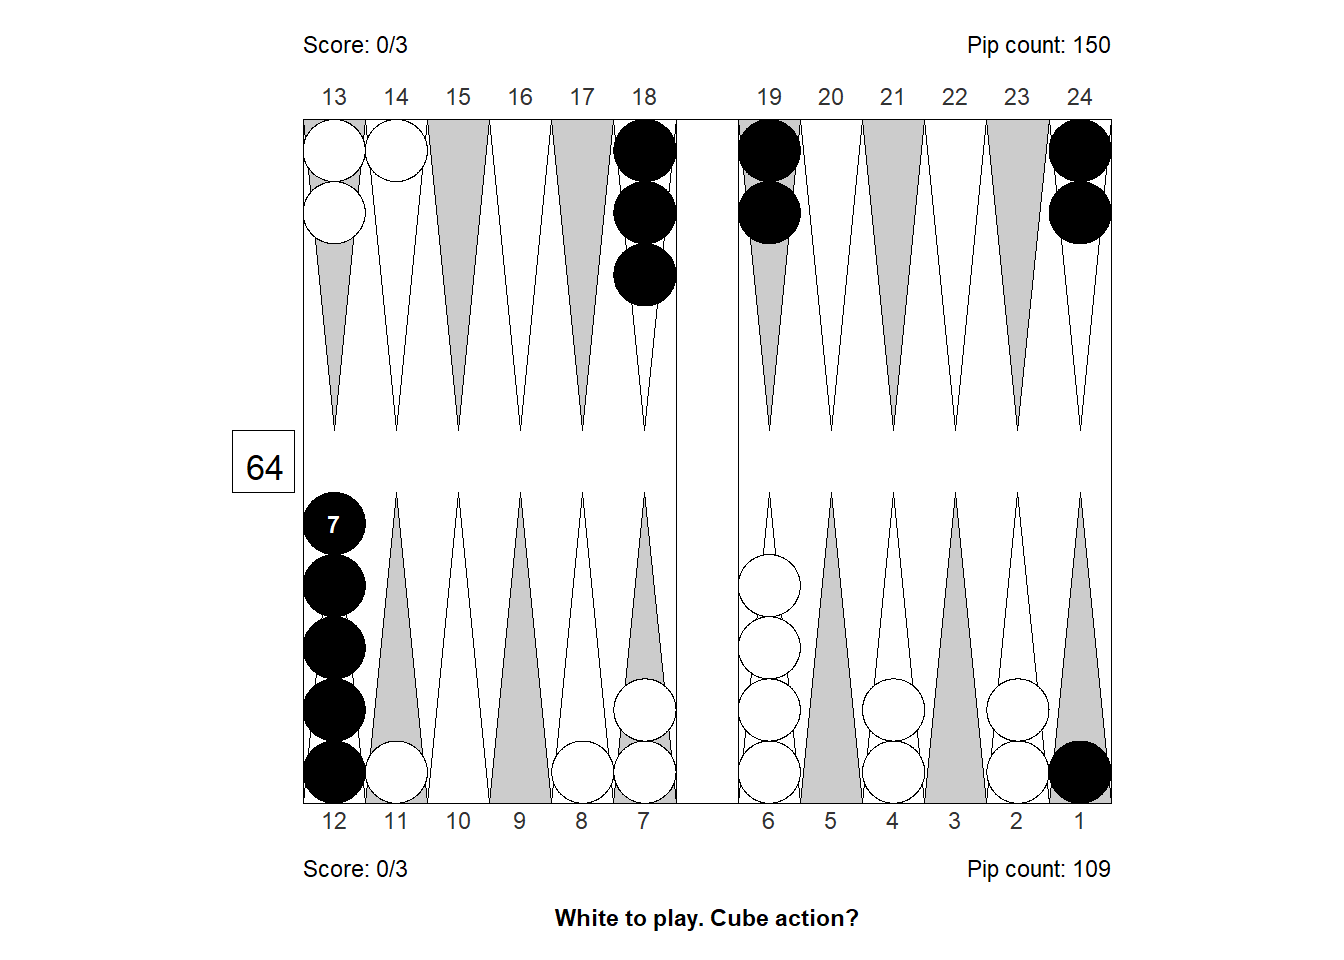 Score: 0/3 Pip count: 150
13 14 15 16 17 18 19 20 21 22 23 24
64
7
12 11 10 9 8 7 6 5 4 3 2 1
Score: 0/3 Pip count: 109
White to play. Cube action?